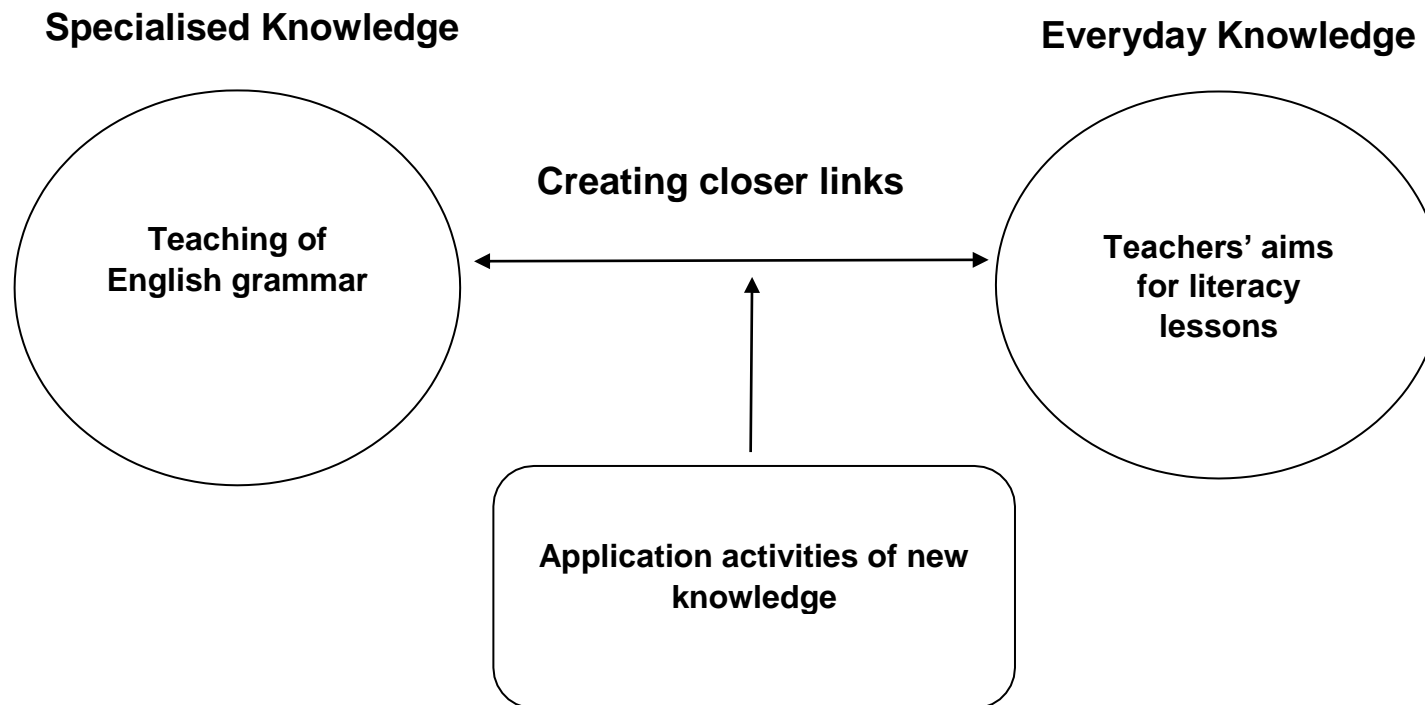 Specialised Knowledge
Everyday Knowledge
Creating closer links
Teaching of
English grammar
Teachers’ aims
for literacy
lessons
Application activities of new
knowledge